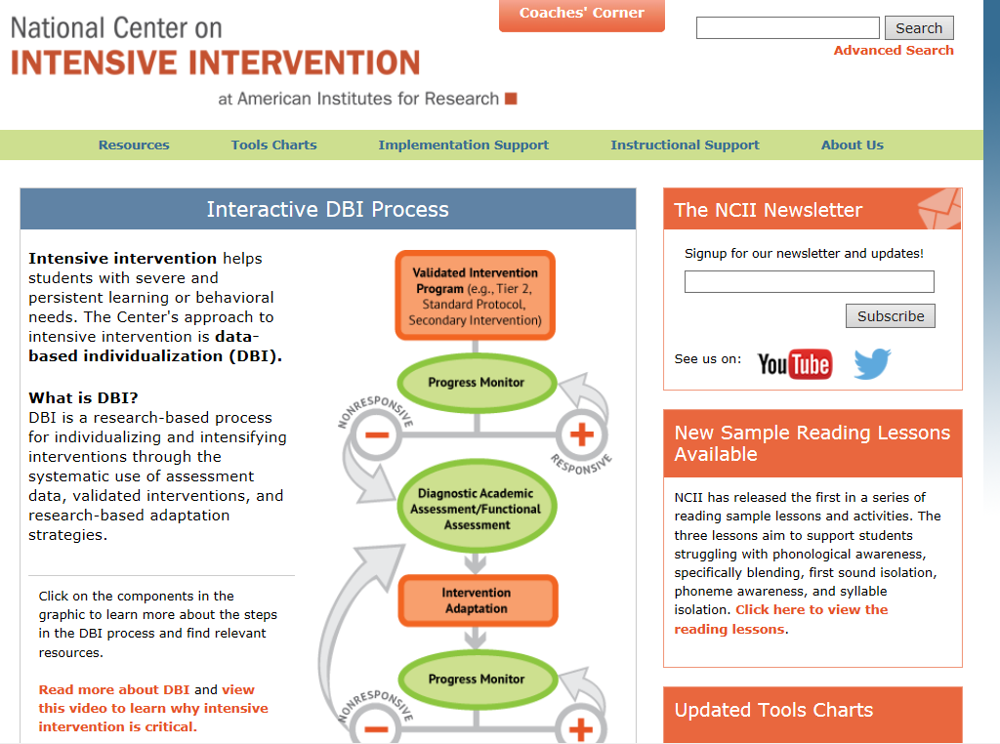 Coaches' Corner
Search
Advanced Search
National Center on
INTENSIVE INTERVENTION
at American Institutes for Research
Resources
Tools Charts
Implementation Support
Instructional Support
About Us
Interactive DBI Process
Intensive intervention helps
students with severe and
persistent learning or behavioral
needs. The Center's approach to
intensive intervention is data-
based individualization (DBI).
What is DBI?
DBI is a research-based process
for individualizing and intensifying
interventions through the
systematic use of assessment
data, validated interventions, and
research-based adaptation
strategies.
Click on the components in the
graphic to learn more about the steps
in the DBI process and find relevant
resources.
Read more about DBI and view
this video to learn why intensive
intervention is critical.
Validated Intervention
Program (e.g., Tier 2,
Standard Protocol,
Secondary Intervention)
Progress Monitor
NONRESPONSIVE
RESPONSIVE
Diagnostic Academic
Assessment/Functional
Assessment
Intervention
Adaptation
Progress Monitor
NONRESPONSIVE
The NCII Newsletter
Signup for our newsletter and updates!
Subscribe
See us on:
YouTube
New Sample Reading Lessons
Available
NCII has released the first in a series of
reading sample lessons and activities. The
three lessons aim to support students
struggling with phonological awareness,
specifically blending, first sound isolation,
phoneme awareness, and syllable
isolation. Click here to view the
reading lessons.
Updated Tools Charts